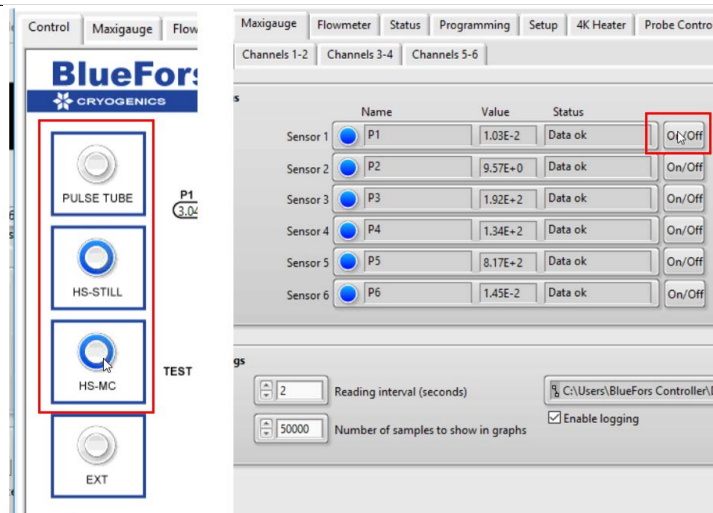 Control
Maxigauge
Flow
BlueFors
CRYOGENICS
PULSE TUBE
P1
3.04
HS-STILL
HS-MC
TEST
EXT
Maxigauge Flowmeter Status Programming Setup 4K Heater Probe Contro
Channels 1-2 Channels 3-4 Channels 5-6
s
Name Value Status
Sensor 1 P1 1.03E-2 Data ok On/Off
Sensor 2 P2 9.57E+0 Data ok On/Off
Sensor 3 P3 1.92E+2 Data ok On/Off
Sensor 4 P4 1.34E+2 Data ok On/Off
Sensor 5 P5 8.17E+2 Data ok On/Off
Sensor 6 P6 1.45E-2 Data ok On/Off
gs
2 Reading interval (seconds) C:\Users\BlueFors Controller\
50000 Number of samples to show in graphs Enable logging